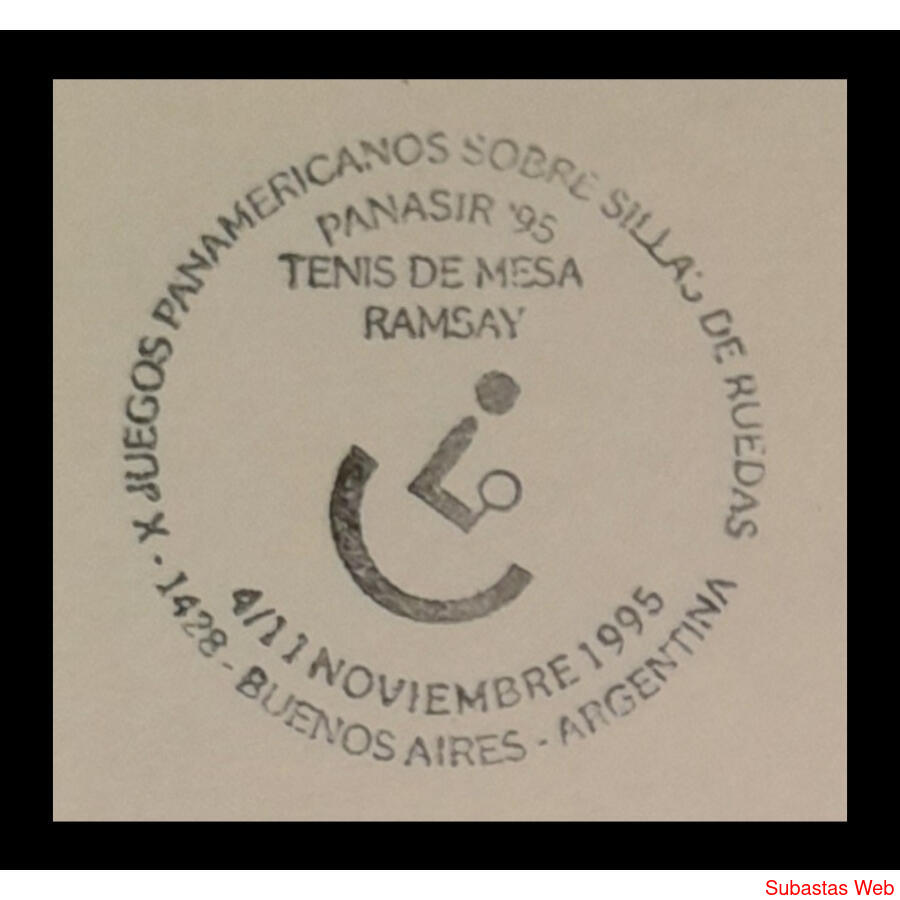 X JUEGOS PANAMERICANOS SOBRE SILLAS DE RUEDAS
PANASIR '95
TENIS DE MESA
RAMSAY
4/11 NOVIEMBRE 1995
- 1428 - BUENOS AIRES - ARGENTINA
Subastas Web